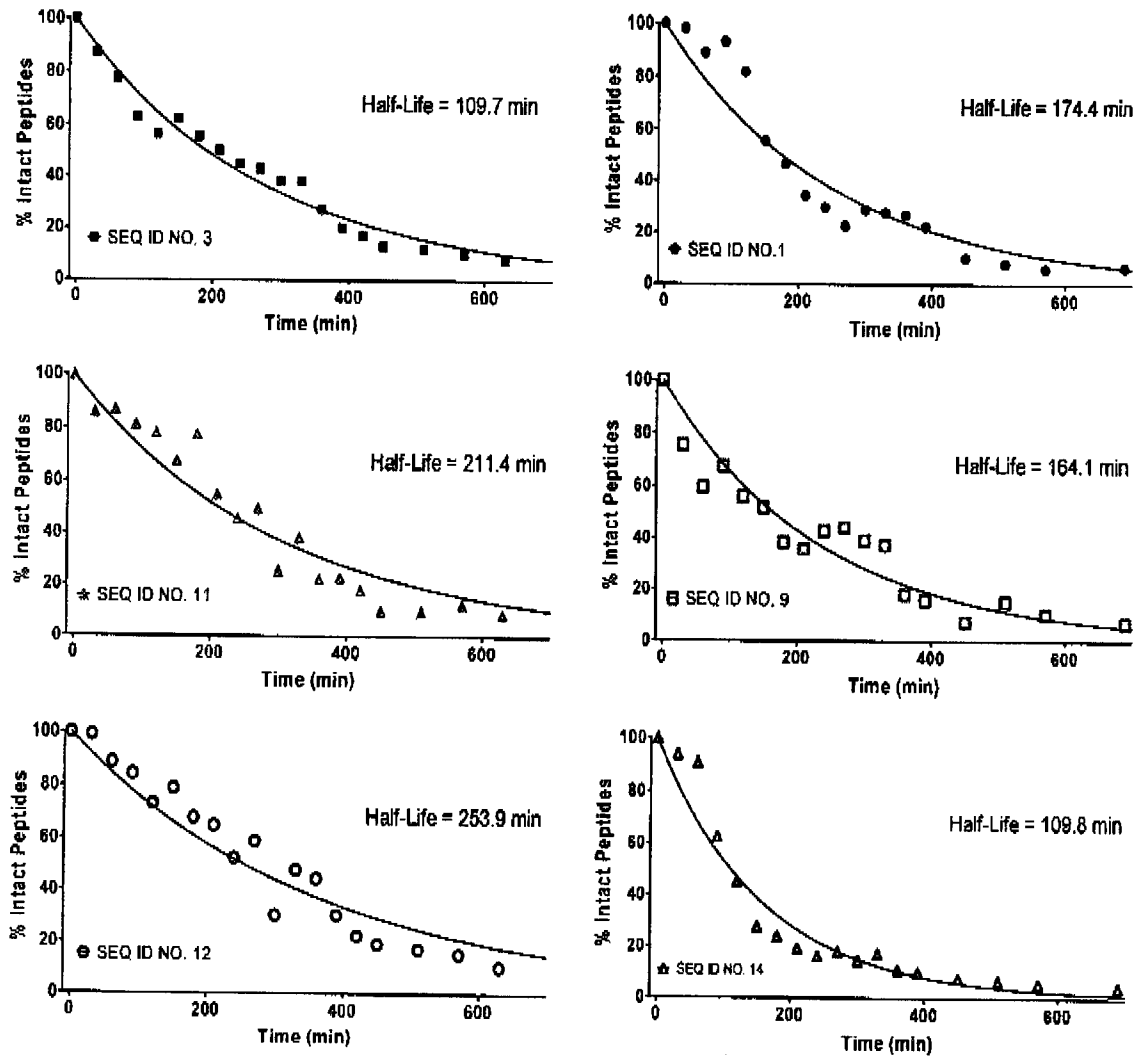 100
80
60
40
20
0
% Intact Peptides
Half-Life = 109.7 min
SEQ ID NO. 3
0 200 400 600
Time (min)
100
80
60
40
20
0
% Intact Peptides
Half-Life = 174.4 min
SEQ ID NO.1
0 200 400 600
Time (min)
100
80
60
40
20
0
% Intact Peptides
Half-Life = 211.4 min
SEQ ID NO. 11
0 200 400 600
Time (min)
100
80
60
40
20
0
% Intact Peptides
Half-Life = 164.1 min
SEQ ID NO. 9
0 200 400 600
Time (min)
100
80
60
40
20
0
% Intact Peptides
Half-Life = 253.9 min
SEQ ID NO. 12
0 200 400 600
Time (min)
100
80
60
40
20
0
% Intact Peptides
Half-Life = 109.8 min
SEQ ID NO. 14
0 200 400 600
Time (min)